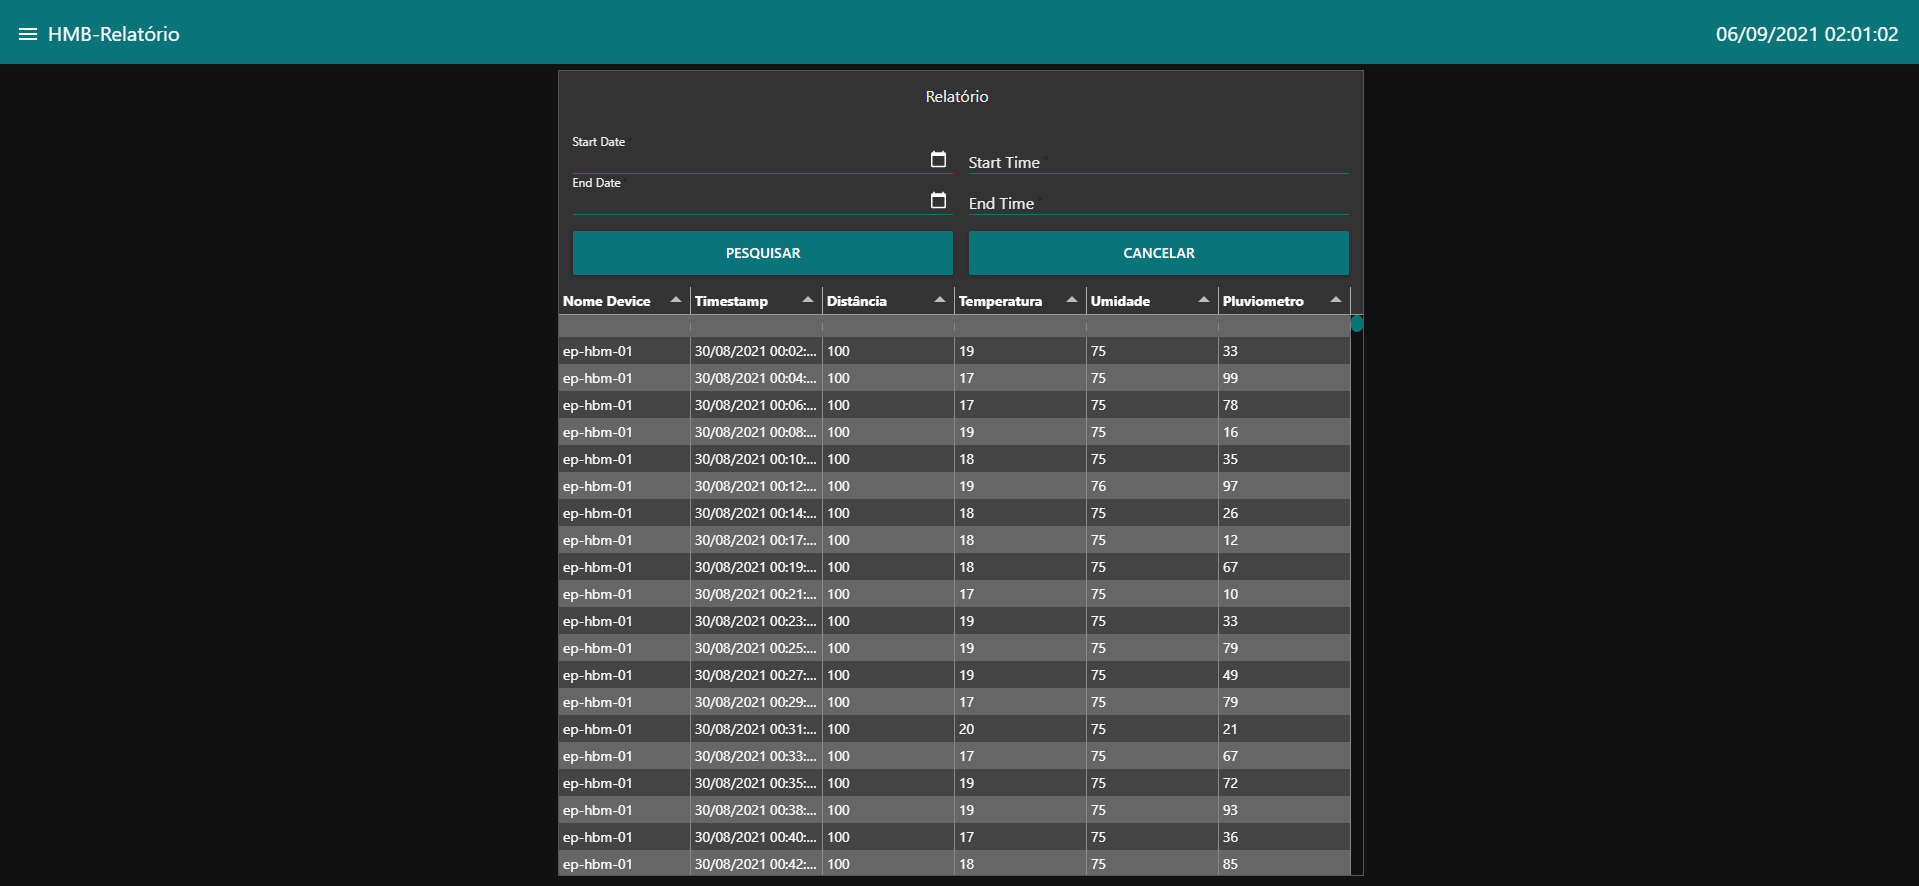 HMB-Relatório
06/09/2021 02:01:02
Relatório
Start Date
Start Time
End Date
End Time
PESQUISAR CANCELAR
Nome Device Timestamp Distância Temperatura Umidade Pluviometro
ep-hbm-01 30/08/2021 00:02:... 100 19 75 33
ep-hbm-01 30/08/2021 00:04:... 100 17 75 99
ep-hbm-01 30/08/2021 00:06:... 100 17 75 78
ep-hbm-01 30/08/2021 00:08:... 100 19 75 16
ep-hbm-01 30/08/2021 00:10:... 100 18 75 35
ep-hbm-01 30/08/2021 00:12:... 100 19 76 97
ep-hbm-01 30/08/2021 00:14:... 100 18 75 26
ep-hbm-01 30/08/2021 00:17:... 100 18 75 12
ep-hbm-01 30/08/2021 00:19:... 100 18 75 67
ep-hbm-01 30/08/2021 00:21:... 100 17 75 10
ep-hbm-01 30/08/2021 00:23:... 100 19 75 33
ep-hbm-01 30/08/2021 00:25:... 100 19 75 79
ep-hbm-01 30/08/2021 00:27:... 100 19 75 49
ep-hbm-01 30/08/2021 00:29:... 100 17 75 79
ep-hbm-01 30/08/2021 00:31:... 100 20 75 21
ep-hbm-01 30/08/2021 00:33:... 100 17 75 67
ep-hbm-01 30/08/2021 00:35:... 100 19 75 72
ep-hbm-01 30/08/2021 00:38:... 100 19 75 93
ep-hbm-01 30/08/2021 00:40:... 100 17 75 36
ep-hbm-01 30/08/2021 00:42:... 100 18 75 85